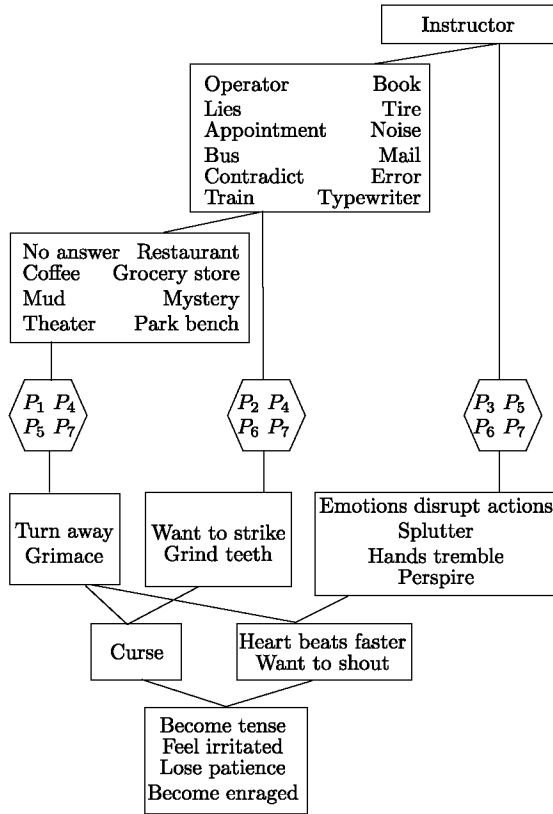 Instructor
Operator Book
Lies Tire
Appointment Noise
Bus Mail
Contradict Error
Train Typewriter
No answer Restaurant
Coffee Grocery store
Mud Mystery
Theater Park bench
P1 P4
P5 P7
P2 P4
P6 P7
P3 P5
P6 P7
Turn away
Grimace
Want to strike
Grind teeth
Emotions disrupt actions
Splutter
Hands tremble
Perspire
Curse
Heart beats faster
Want to shout
Become tense
Feel irritated
Lose patience
Become enraged